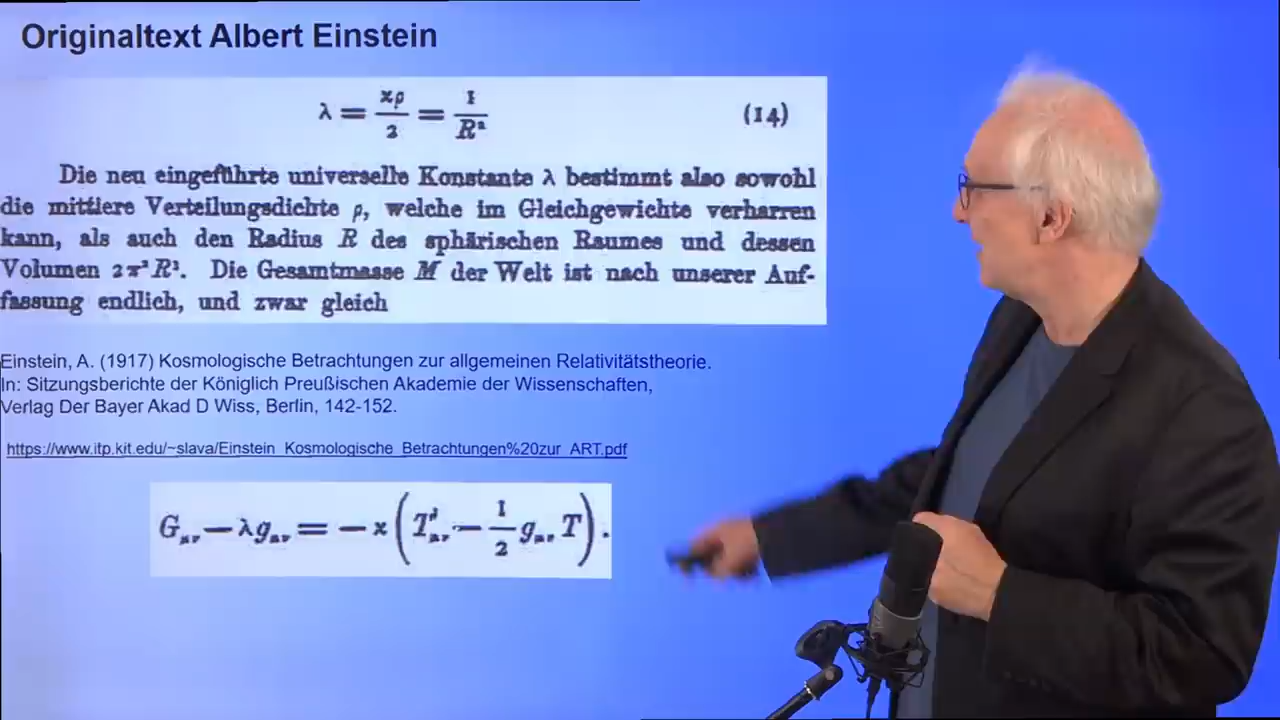 Originaltext Albert Einstein
λ = κρ/2 = 1/R² (14)
Die neu eingeführte universelle Konstante λ bestimmt also sowohl
die mittlere Verteilungsdichte ρ, welche im Gleichgewichte verharren
kann, als auch den Radius R des sphärischen Raumes und dessen
Volumen 2π²R³. Die Gesamtmasse M der Welt ist nach unserer Auf-
fassung endlich, und zwar gleich
Einstein, A. (1917) Kosmologische Betrachtungen zur allgemeinen Relativitätstheorie.
In: Sitzungsberichte der Königlich Preußischen Akademie der Wissenschaften,
Verlag Der Bayer Akad D Wiss, Berlin, 142-152.
https://www.itp.kit.edu/~slava/Einstein_Kosmologische_Betrachtungen%20zur_ART.pdf
G_μν − λg_μν = −κ(T_μν − 1/2 g_μν T).